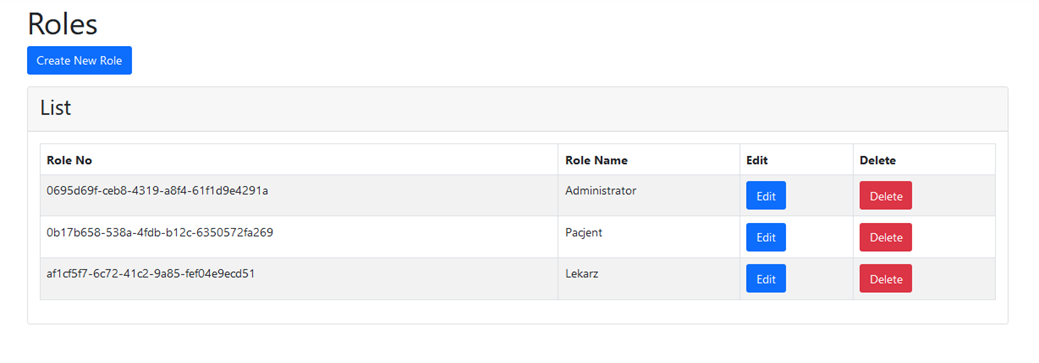 Roles
Create New Role
List
Role No Role Name Edit Delete
0695d69f-ceb8-4319-a8f4-61f1d9e4291a Administrator Edit Delete
0b17b658-538a-4fdb-b12c-6350572fa269 Pacjent Edit Delete
af1cf5f7-6c72-41c2-9a85-fef04e9ecd51 Lekarz Edit Delete